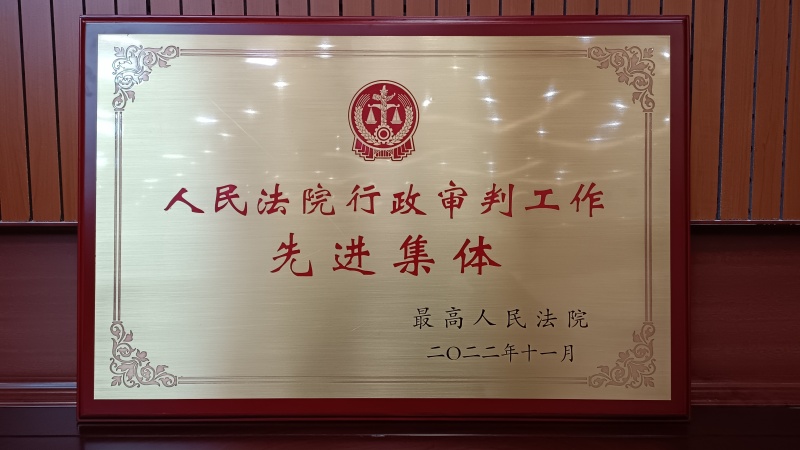 人民法院行政审判工作
先进集体
最高人民法院
二〇二二年十一月